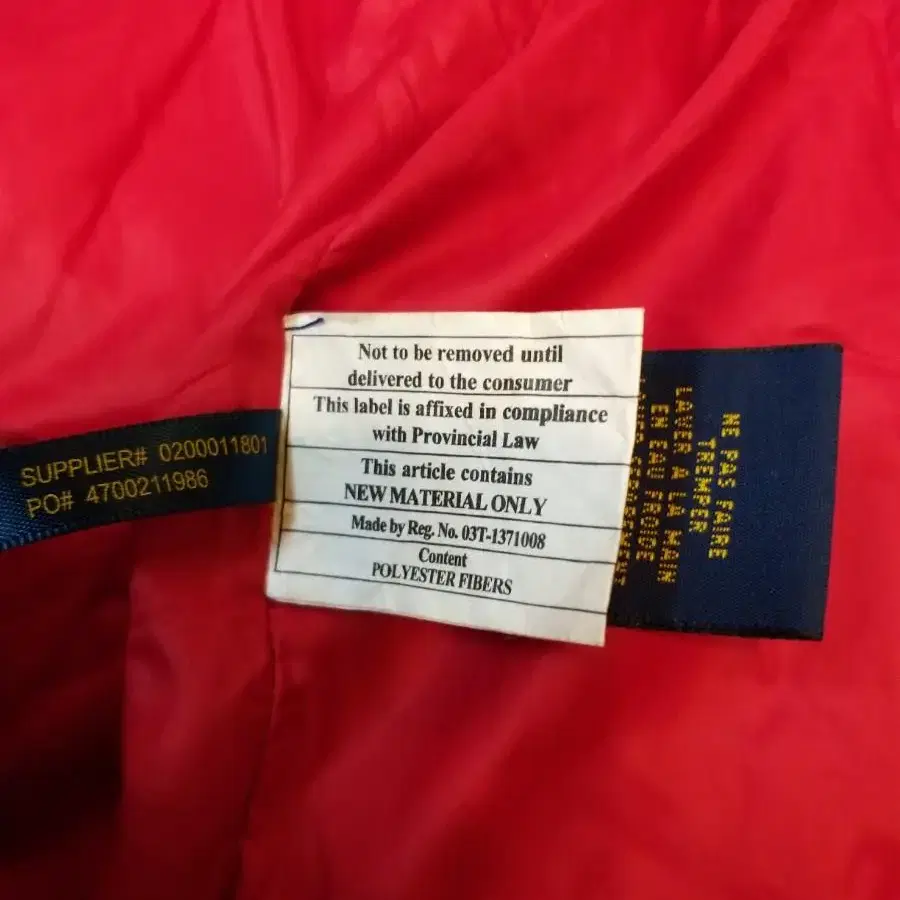 SUPPLIER# 0200011801
PO# 4700211986
Not to be removed until
delivered to the consumer
This label is affixed in compliance
with Provincial Law
This article contains
NEW MATERIAL ONLY
Made by Reg. No. 03T-1371008
Content
POLYESTER FIBERS
NE PAS FAIRE
TREMPER
LAVER A LA MAIN
EN EAU FROIDE